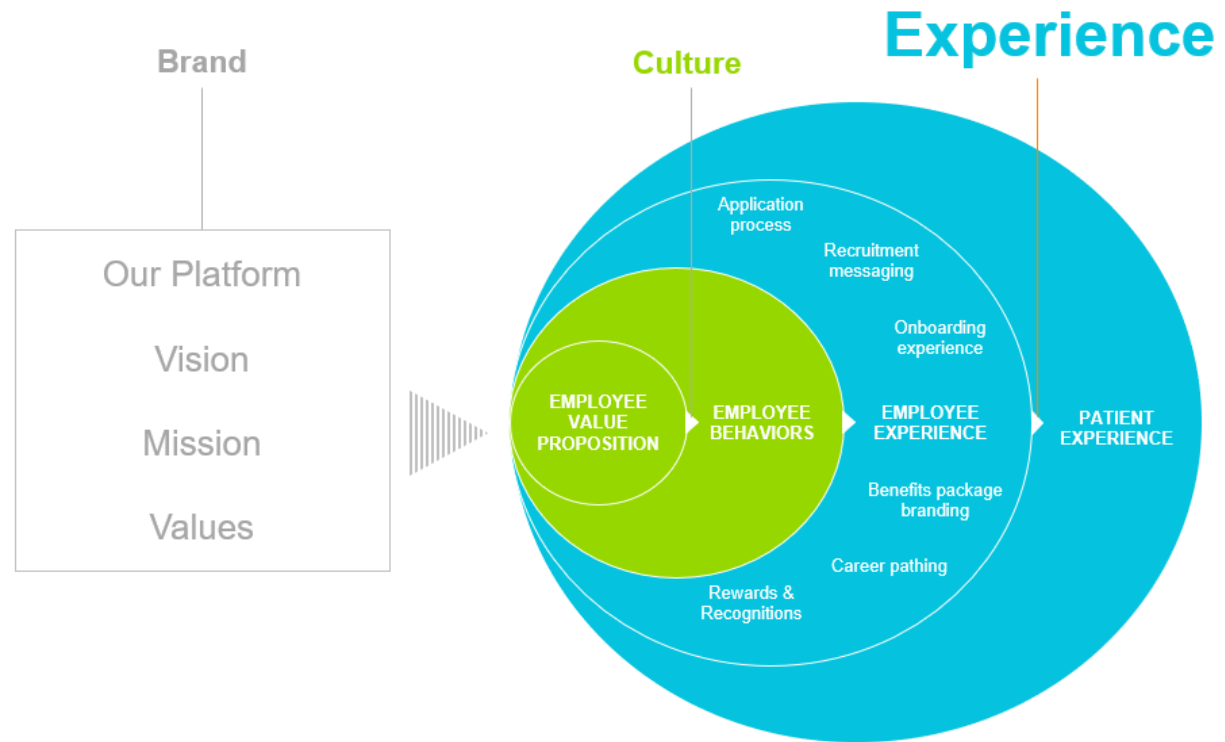 Brand
Culture
Experience
Our Platform
Vision
Mission
Values
Application
process
Recruitment
messaging
Onboarding
experience
EMPLOYEE
VALUE
PROPOSITION
EMPLOYEE
BEHAVIORS
EMPLOYEE
EXPERIENCE
PATIENT
EXPERIENCE
Benefits package
branding
Career pathing
Rewards &
Recognitions